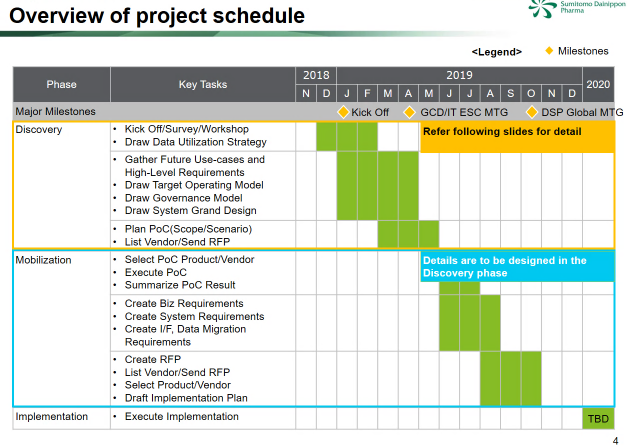 Overview of project schedule
Sumitomo Dainippon
Pharma
<Legend>
Milestones
Phase
Key Tasks
2018
2019
2020
N D J F M A M J J A S O N D
Major Milestones
Kick Off
GCD/IT ESC MTG
DSP Global MTG
Discovery
• Kick Off/Survey/Workshop
• Draw Data Utilization Strategy
Refer following slides for detail
• Gather Future Use-cases and
High-Level Requirements
• Draw Target Operating Model
• Draw Governance Model
• Draw System Grand Design
• Plan PoC(Scope/Scenario)
• List Vendor/Send RFP
Mobilization
• Select PoC Product/Vendor
• Execute PoC
• Summarize PoC Result
Details are to be designed in the
Discovery phase
• Create Biz Requirements
• Create System Requirements
• Create I/F, Data Migration
Requirements
• Create RFP
• List Vendor/Send RFP
• Select Product/Vendor
• Draft Implementation Plan
Implementation
• Execute Implementation
TBD
4